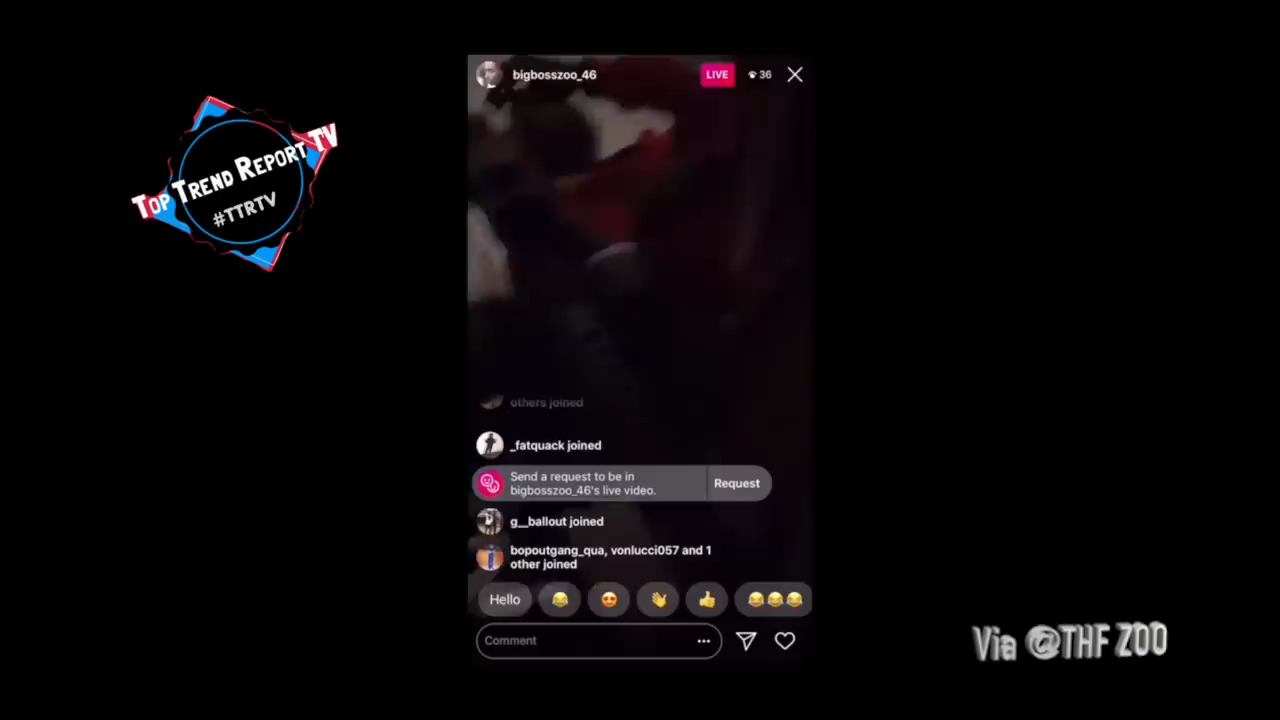 bigbosszoo_46
LIVE
36
TOP TREND REPORT TV
#TTRTV
others joined
_fatquack joined
Send a request to be in
bigbosszoo_46's live video.
Request
g__ballout joined
bopoutgang_qua, vonlucci057 and 1
other joined
Hello
Comment
Via @THF ZOO